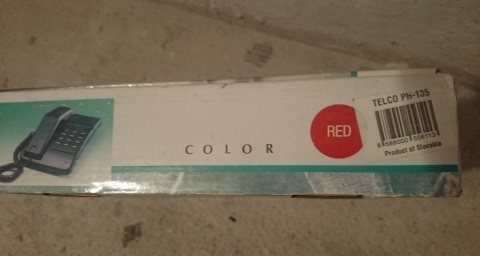 COLOR
RED
TELCO PH-135
Product of Slovakia